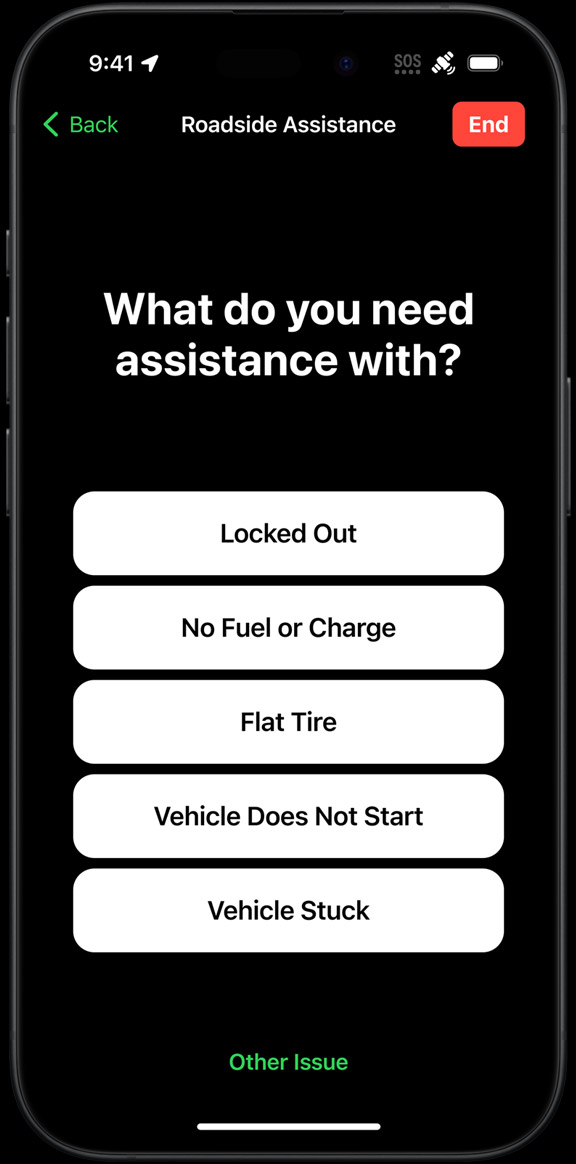 9:41
SOS
Back
Roadside Assistance
End
What do you need
assistance with?
Locked Out
No Fuel or Charge
Flat Tire
Vehicle Does Not Start
Vehicle Stuck
Other Issue